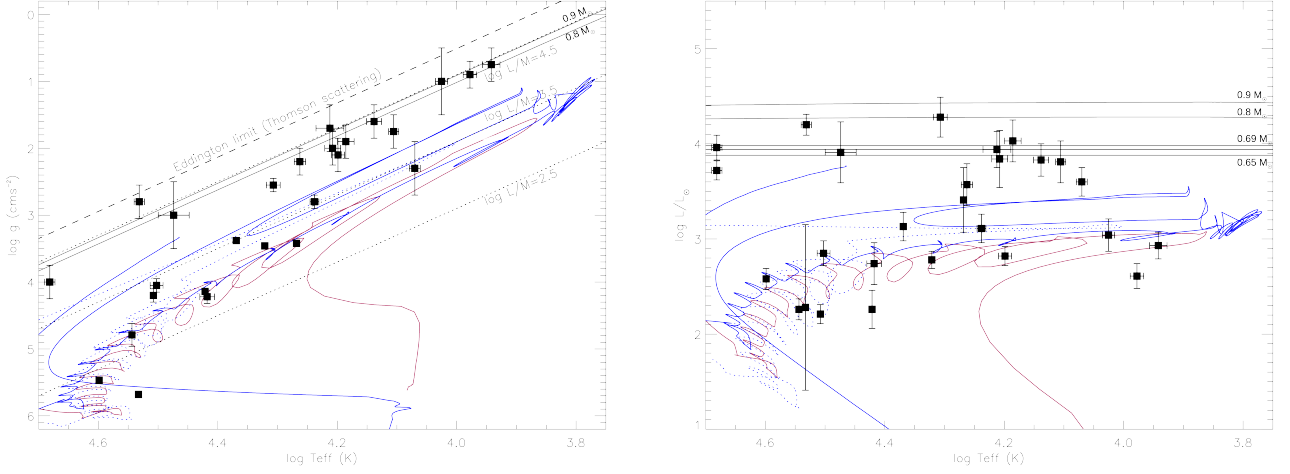 0
1
2
3
4
5
6
log g (cms⁻²)
4.6
4.4
4.2
4.0
3.8
log Teff (K)
Eddington limit (Thomson scattering)
0.9 M☉
0.8 M☉
log L/M=4.5
log L/M=3.5
log L/M=2.5
5
4
3
2
1
log L/L☉
4.6
4.4
4.2
4.0
3.8
log Teff (K)
0.9 M☉
0.8 M☉
0.69 M☉
0.65 M☉